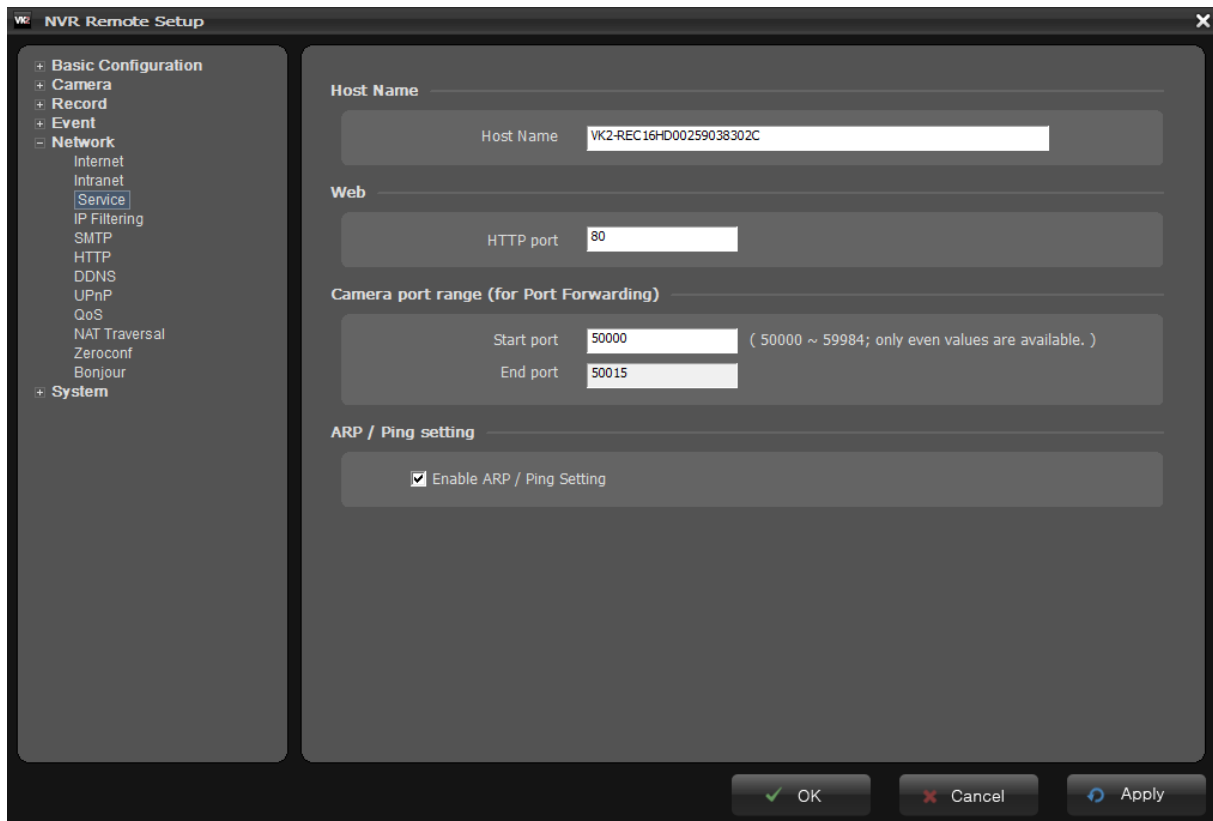 VK2 NVR Remote Setup
Basic Configuration
Camera
Record
Event
Network
Internet
Intranet
Service
IP Filtering
SMTP
HTTP
DDNS
UPnP
QoS
NAT Traversal
Zeroconf
Bonjour
System
Host Name
Host Name VK2-REC16HD00259038302C
Web
HTTP port 80
Camera port range (for Port Forwarding)
Start port 50000 ( 50000 ~ 59984; only even values are available. )
End port 50015
ARP / Ping setting
Enable ARP / Ping Setting
OK Cancel Apply